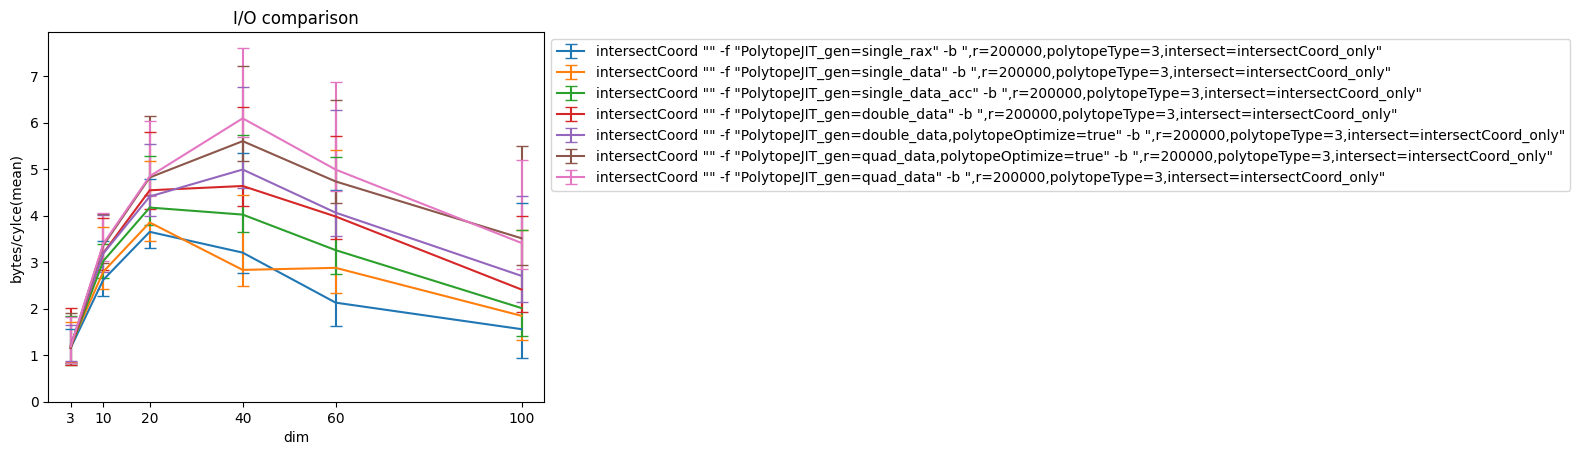 I/O comparison
bytes/cylce(mean)
7
6
5
4
3
2
1
0
3 10 20 40 60 100
dim
intersectCoord "" -f "PolytopeJIT_gen=single_rax" -b ",r=200000,polytopeType=3,intersect=intersectCoord_only"
intersectCoord "" -f "PolytopeJIT_gen=single_data" -b ",r=200000,polytopeType=3,intersect=intersectCoord_only"
intersectCoord "" -f "PolytopeJIT_gen=single_data_acc" -b ",r=200000,polytopeType=3,intersect=intersectCoord_only"
intersectCoord "" -f "PolytopeJIT_gen=double_data" -b ",r=200000,polytopeType=3,intersect=intersectCoord_only"
intersectCoord "" -f "PolytopeJIT_gen=double_data,polytopeOptimize=true" -b ",r=200000,polytopeType=3,intersect=intersectCoord_only"
intersectCoord "" -f "PolytopeJIT_gen=quad_data,polytopeOptimize=true" -b ",r=200000,polytopeType=3,intersect=intersectCoord_only"
intersectCoord "" -f "PolytopeJIT_gen=quad_data" -b ",r=200000,polytopeType=3,intersect=intersectCoord_only"